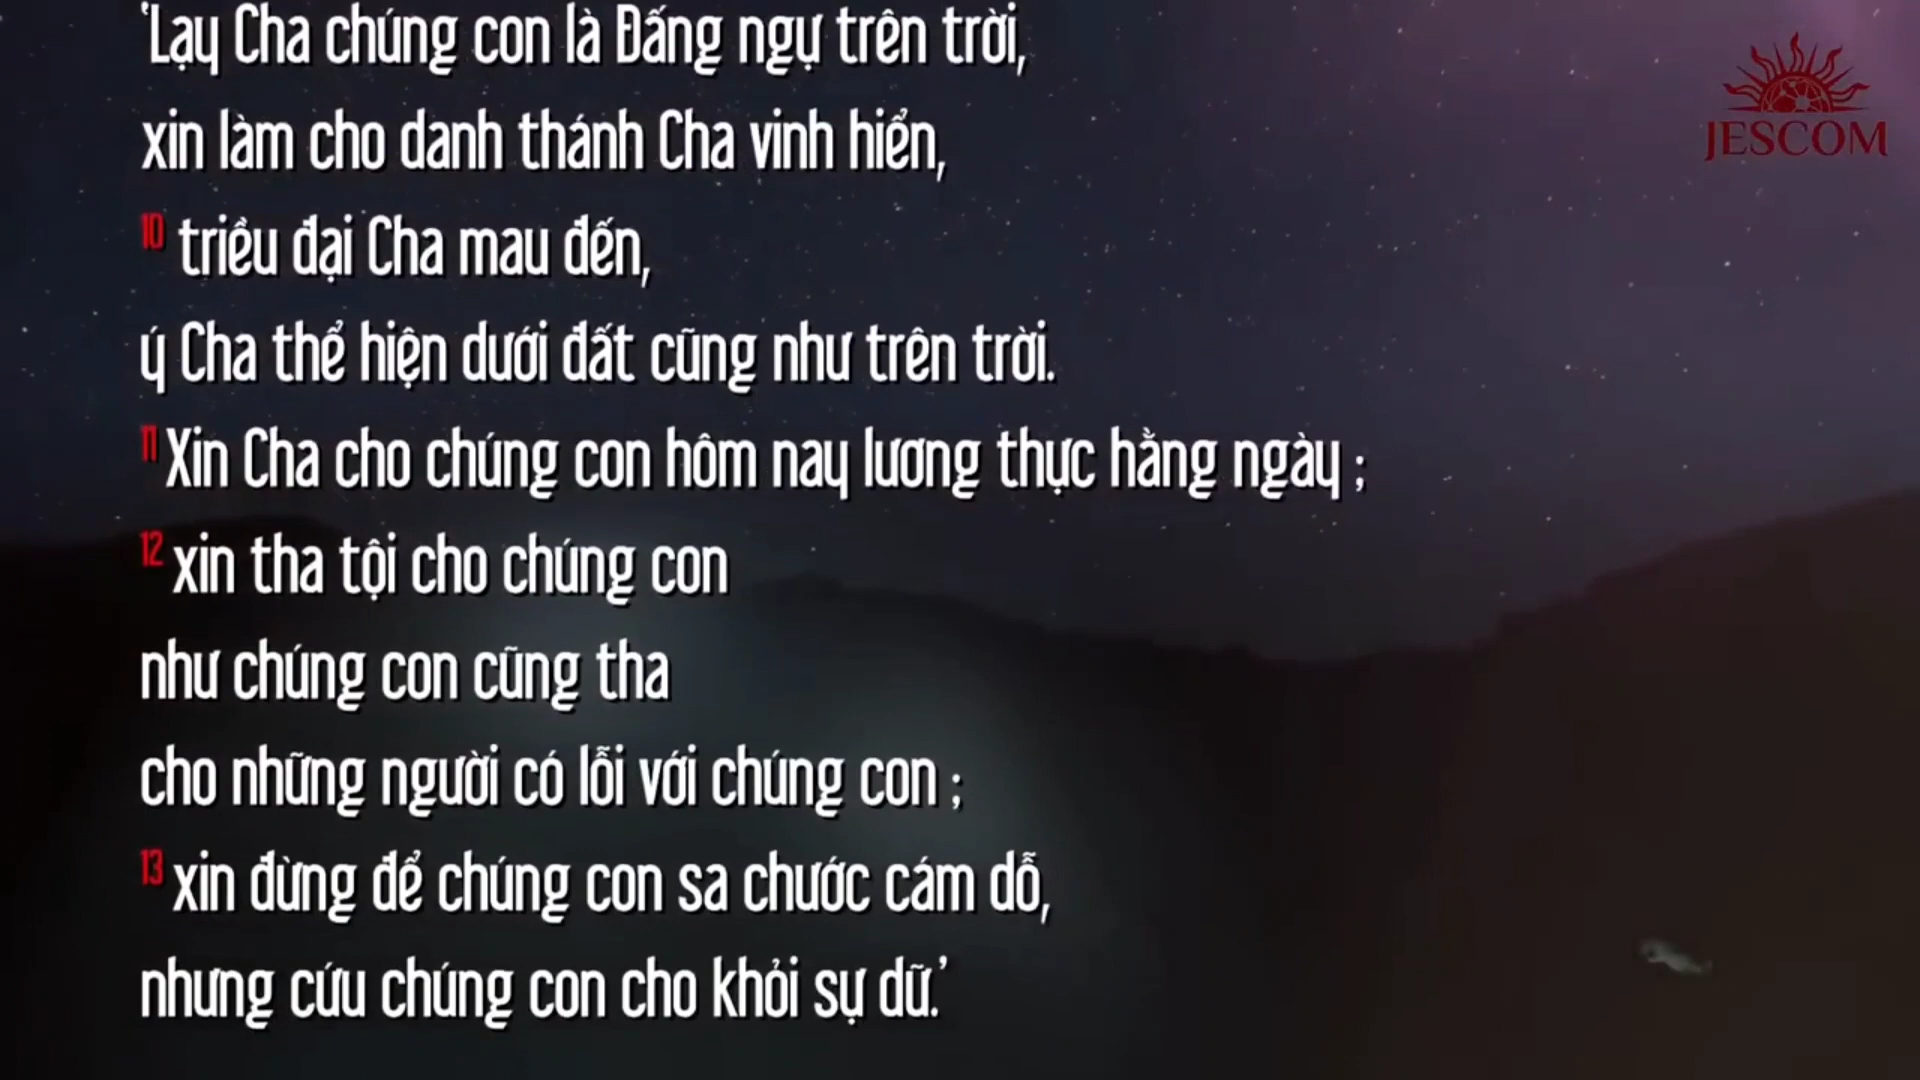 ‘Lạy Cha chúng con là Đấng ngự trên trời,
xin làm cho danh thánh Cha vinh hiển,
10 triều đại Cha mau đến,
ý Cha thể hiện dưới đất cũng như trên trời.
11 Xin Cha cho chúng con hôm nay lương thực hằng ngày ;
12 xin tha tội cho chúng con
như chúng con cũng tha
cho những người có lỗi với chúng con ;
13 xin đừng để chúng con sa chước cám dỗ,
nhưng cứu chúng con cho khỏi sự dữ.’
JESCOM